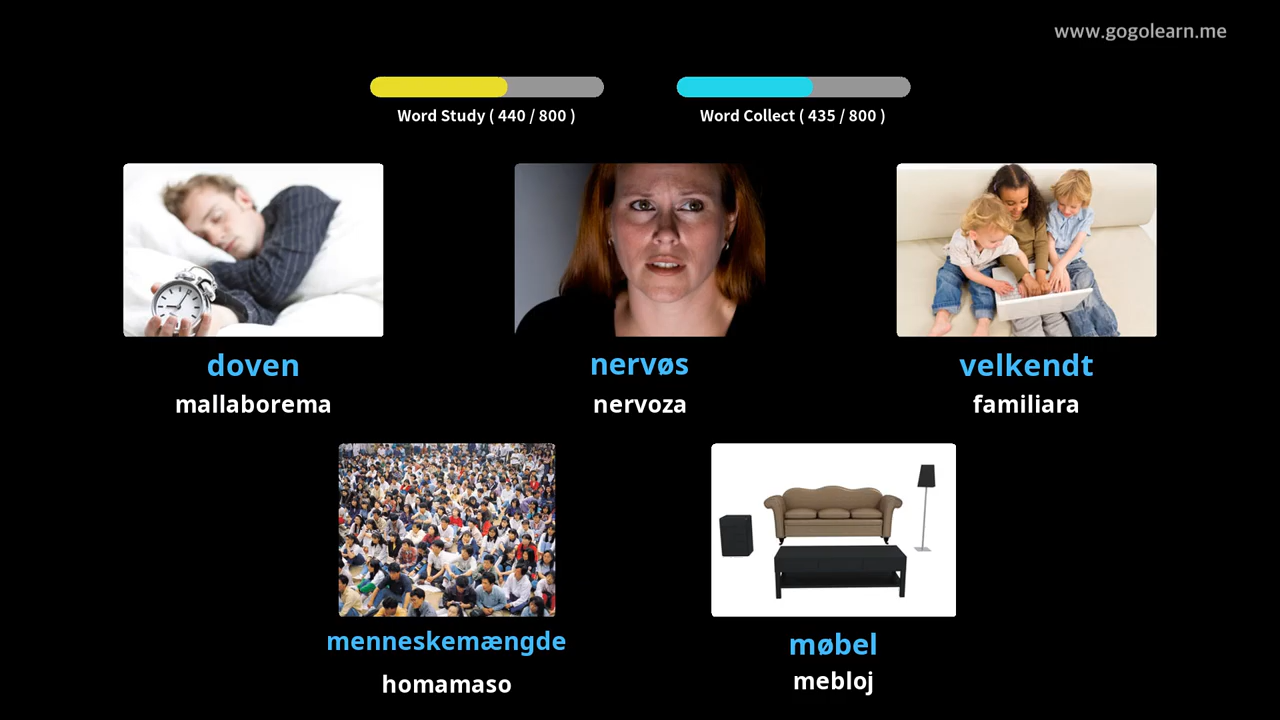 www.gogolearn.me
Word Study ( 440 / 800 )
Word Collect ( 435 / 800 )
doven
mallaborema
nervøs
nervoza
velkendt
familiara
menneskemængde
homamaso
møbel
mebloj